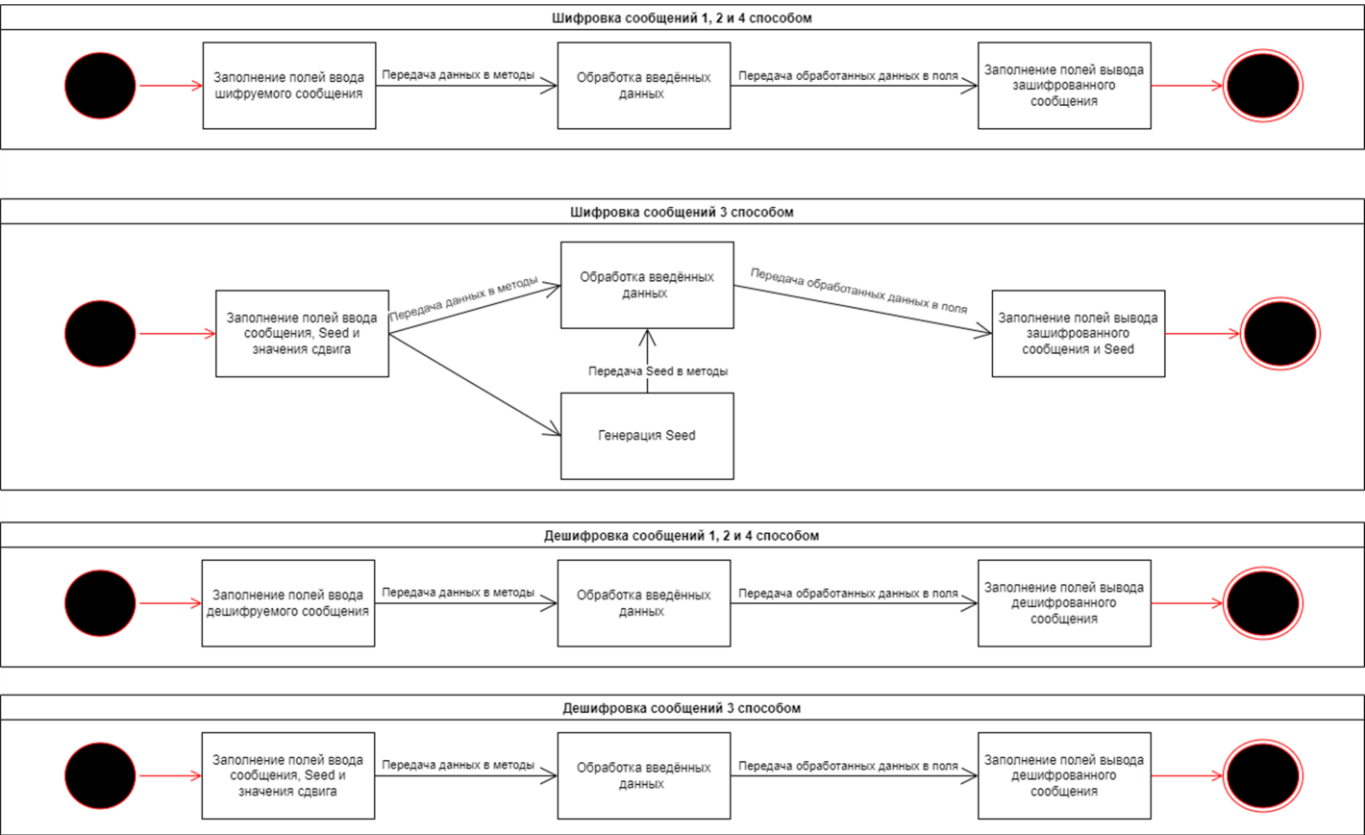 Шифровка сообщений 1, 2 и 4 способом
Заполнение полей ввода
шифруемого сообщения
Передача данных в методы
Обработка введённых
данных
Передача обработанных данных в поля
Заполнение полей вывода
зашифрованного
сообщения
Шифровка сообщений 3 способом
Заполнение полей ввода
сообщения, Seed и
значения сдвига
Передача данных в методы
Обработка введённых
данных
Передача Seed в методы
Генерация Seed
Передача обработанных данных в поля
Заполнение полей вывода
зашифрованного
сообщения и Seed
Дешифровка сообщений 1, 2 и 4 способом
Заполнение полей ввода
дешифруемого сообщения
Передача данных в методы
Обработка введённых
данных
Передача обработанных данных в поля
Заполнение полей вывода
дешифрованного
сообщения
Дешифровка сообщений 3 способом
Заполнение полей ввода
сообщения, Seed и
значения сдвига
Передача данных в методы
Обработка введённых
данных
Передача обработанных данных в поля
Заполнение полей вывода
дешифрованного
сообщения